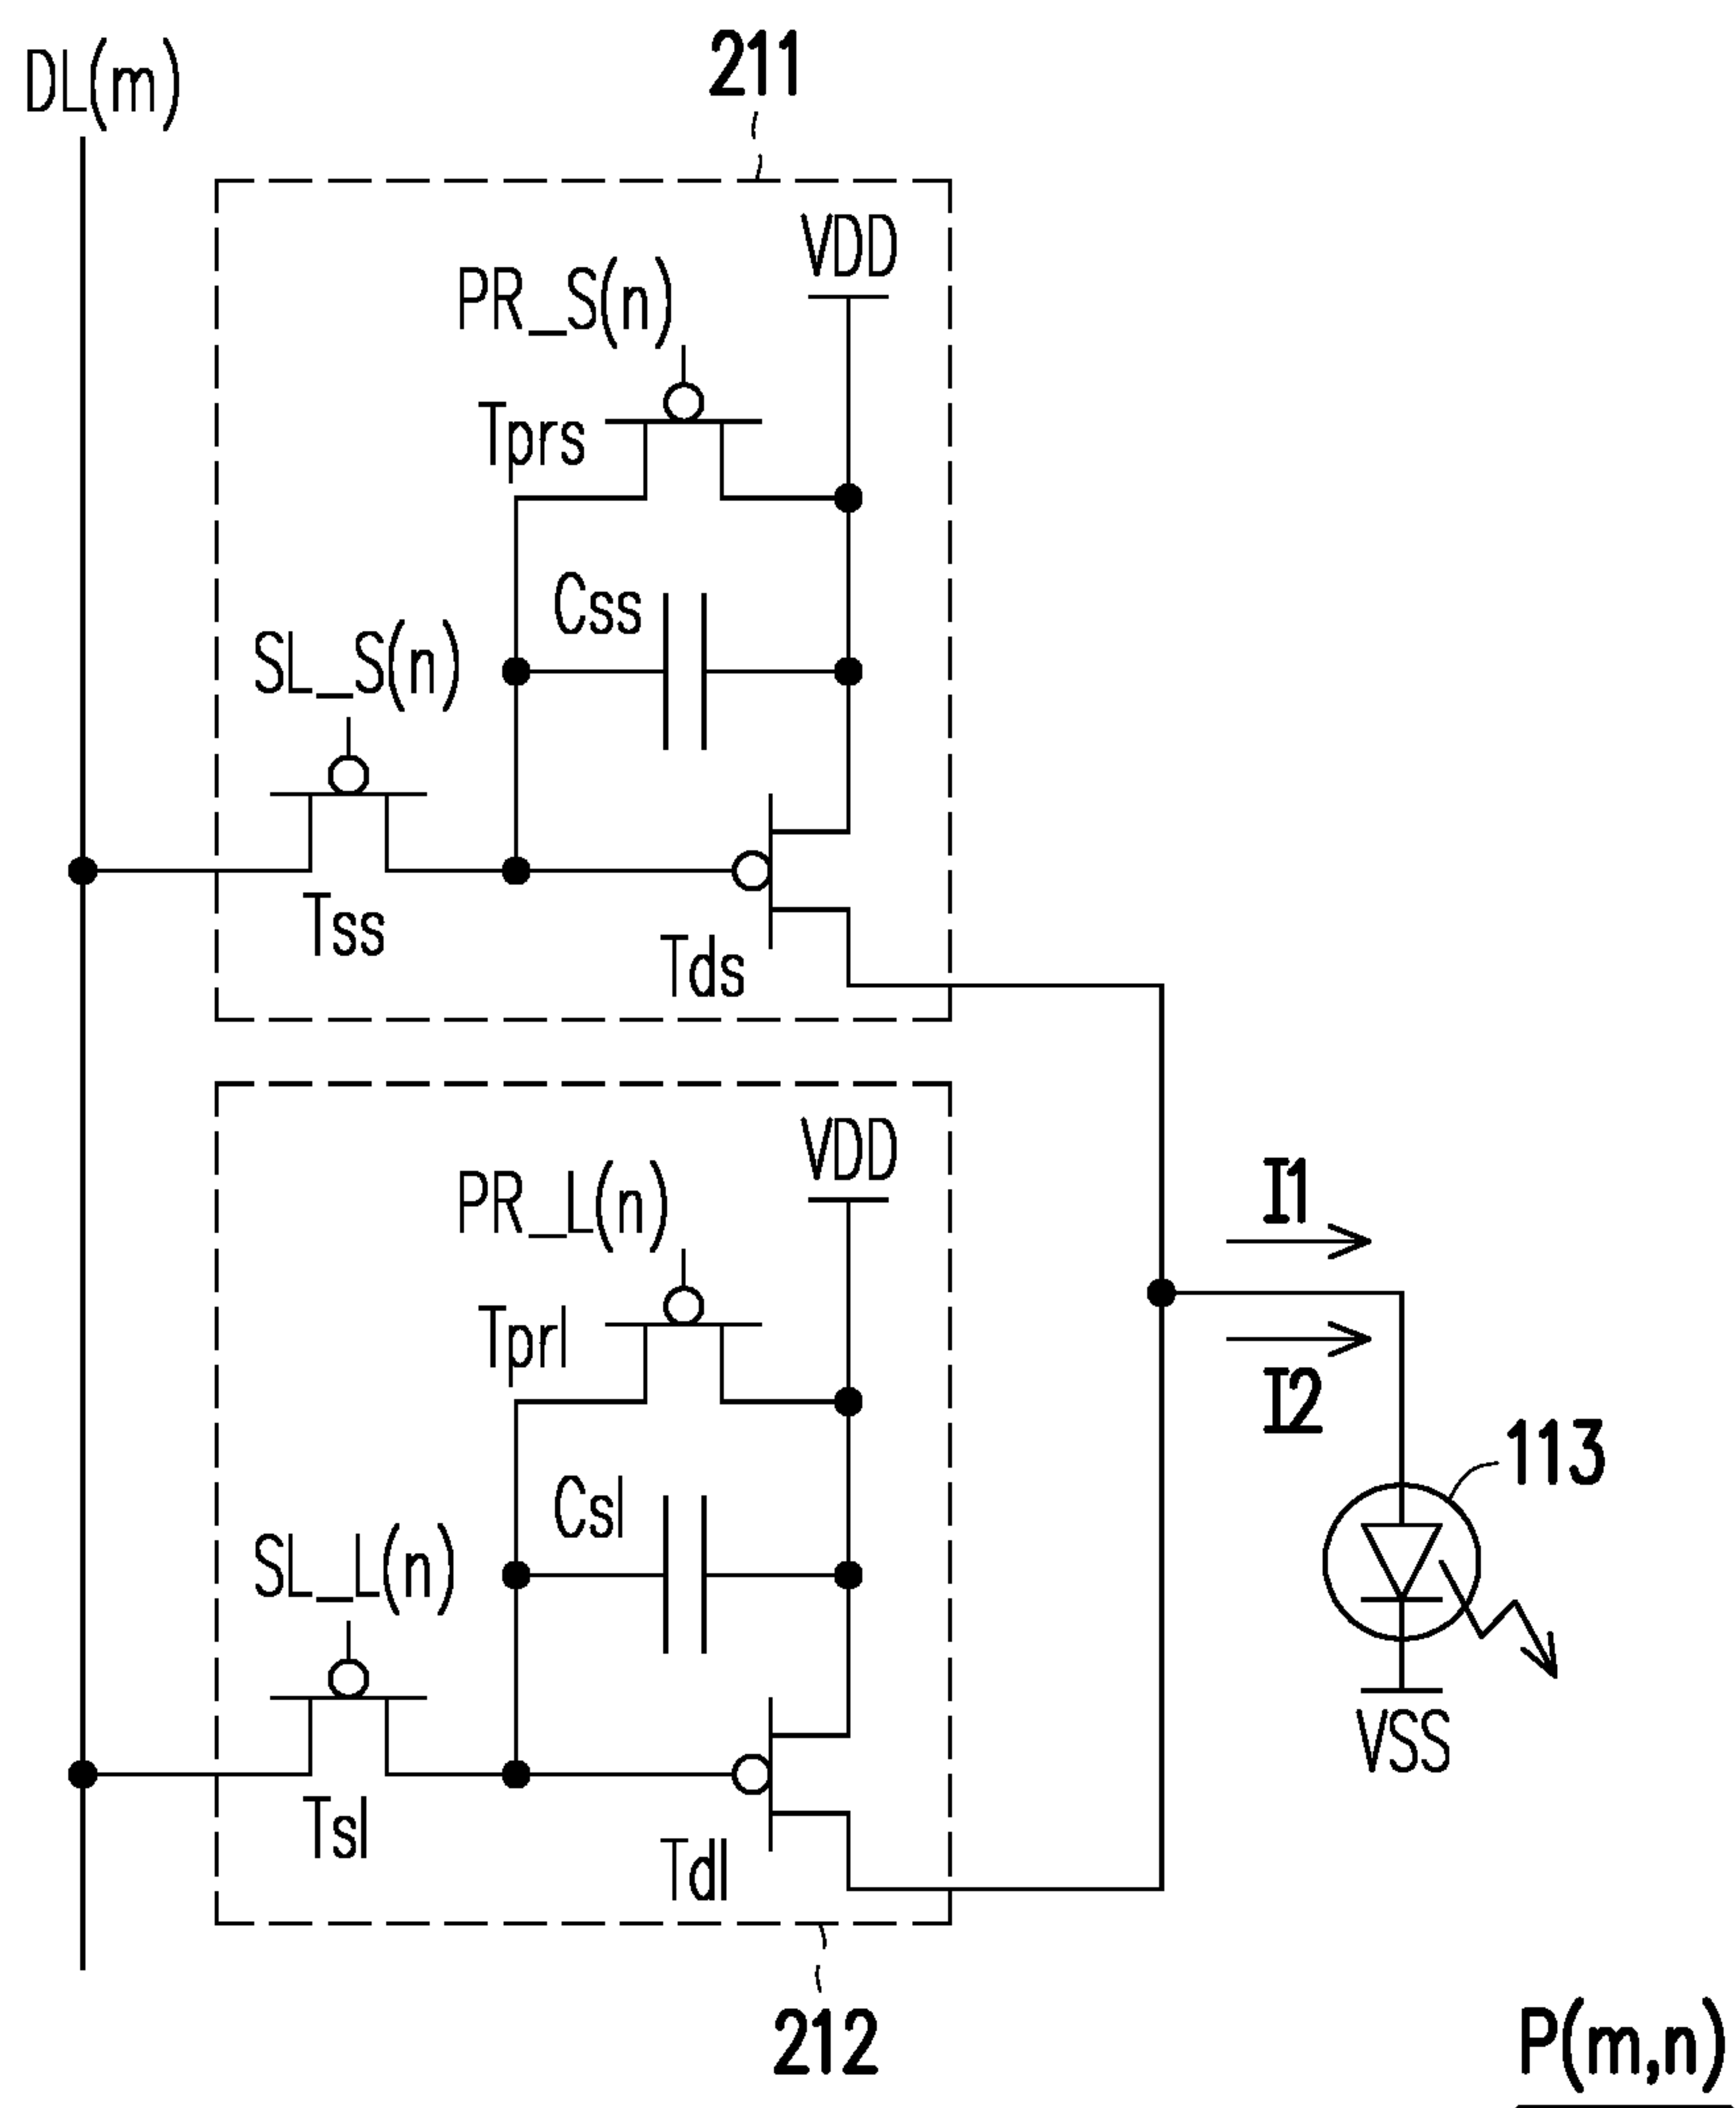 DL(m)
211
VDD
PR_S(n)
Tprs
Css
SL_S(n)
Tss
Tds
VDD
PR_L(n)
Tprl
Csl
SL_L(n)
Tsl
Tdl
212
I1
I2
113
VSS
P(m,n)